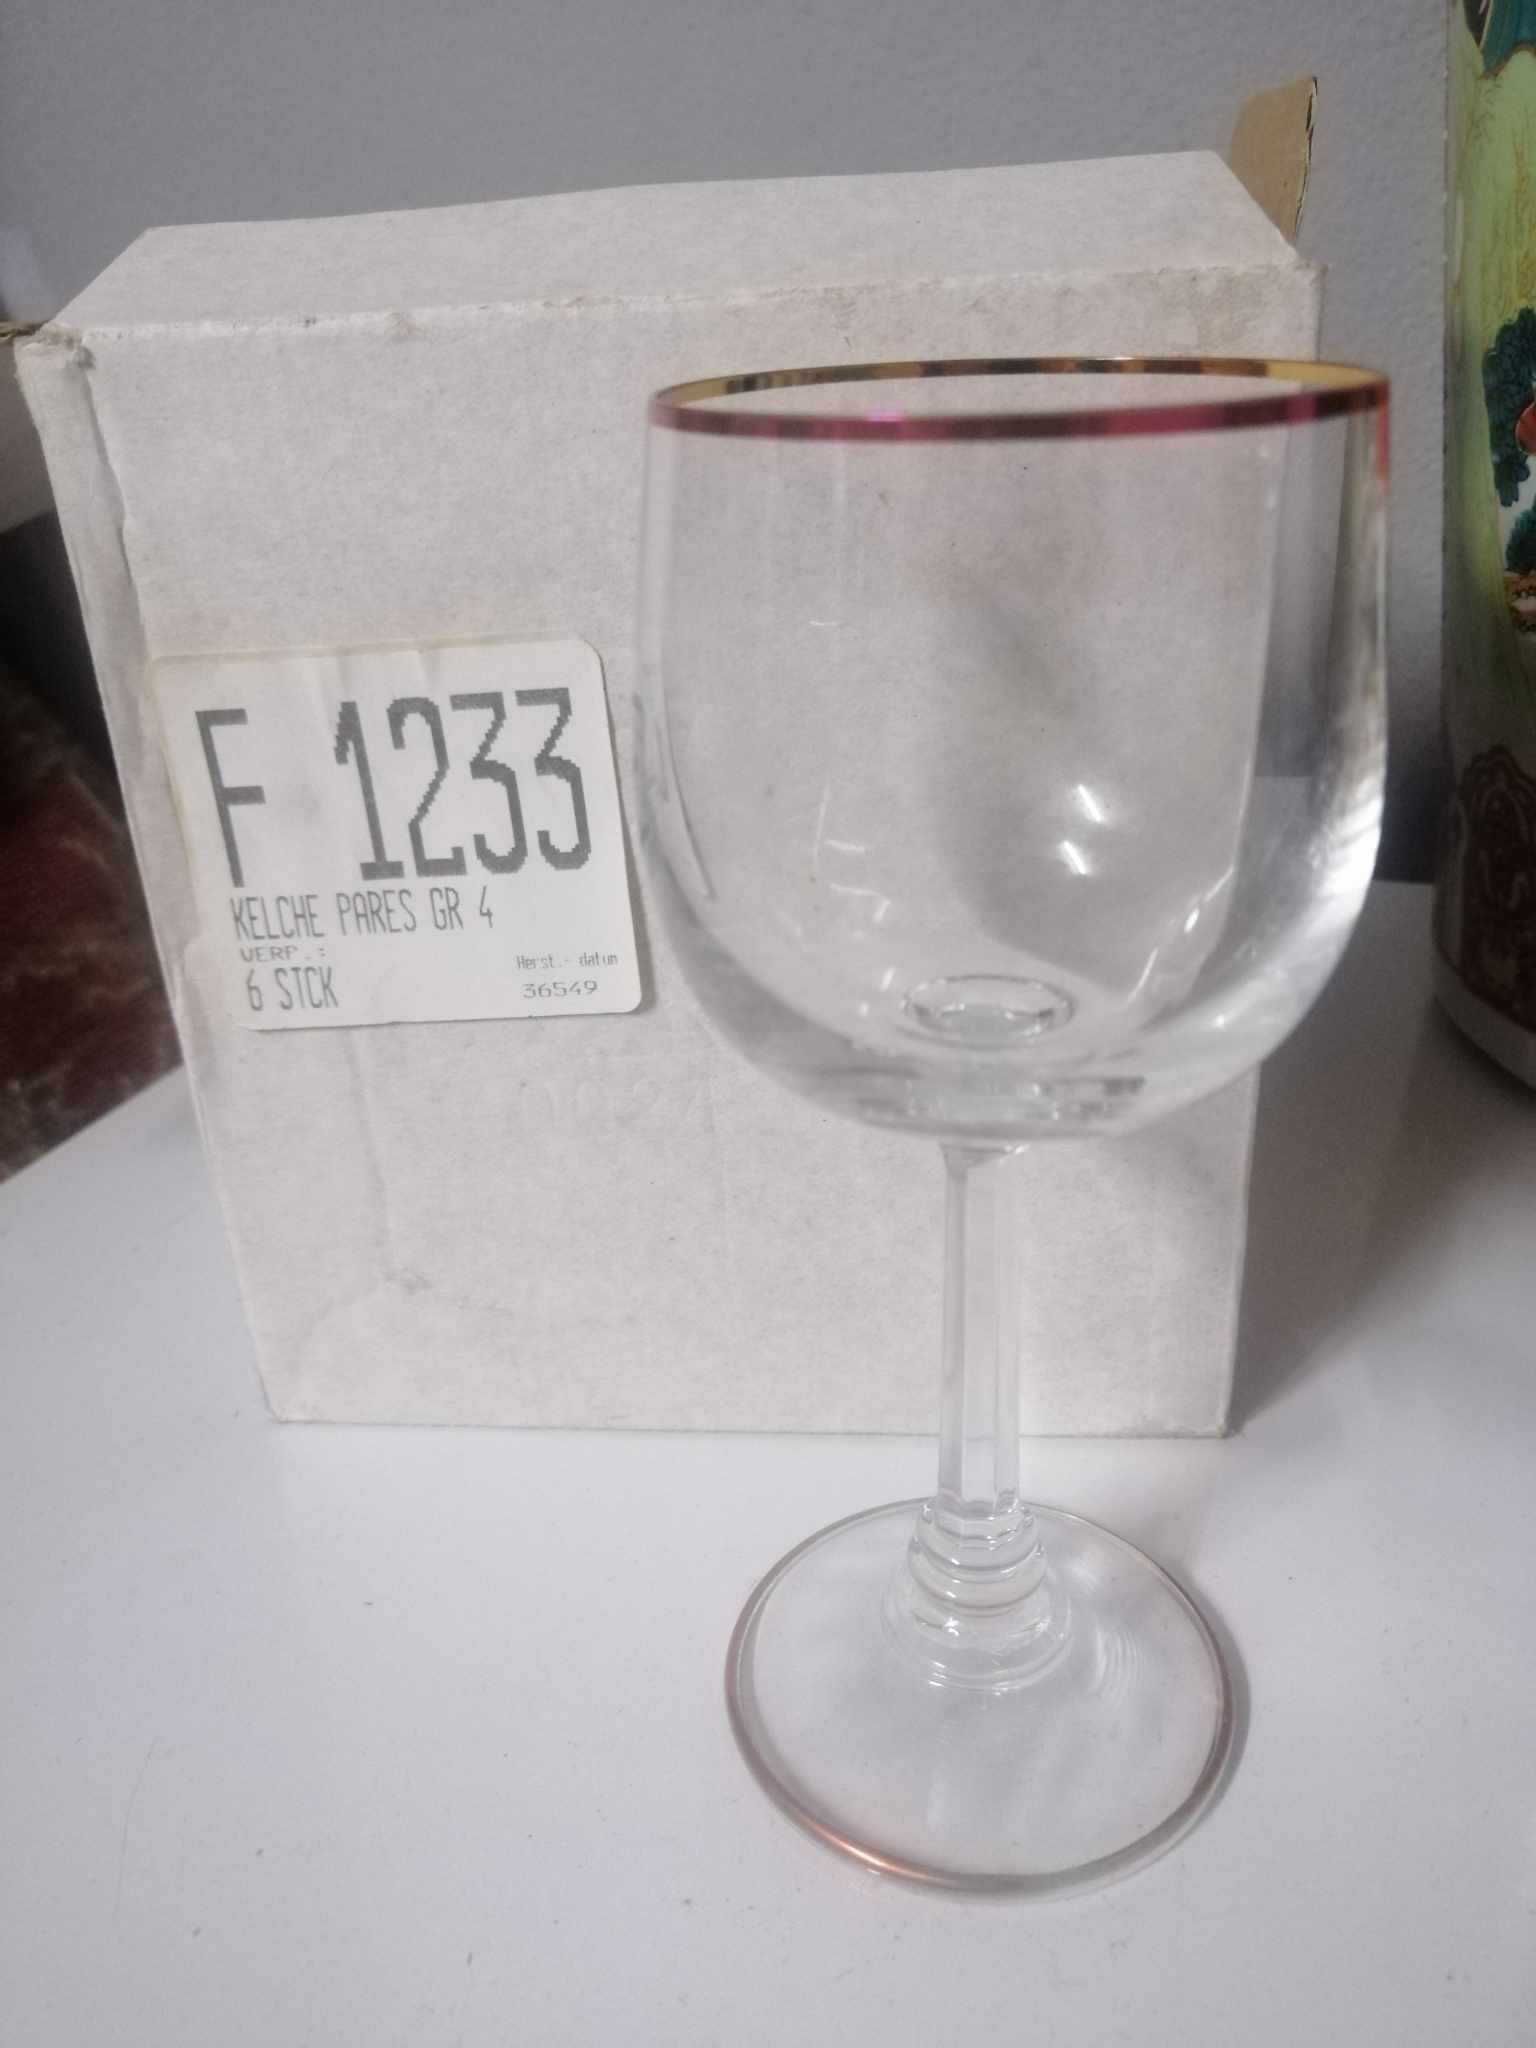 F 1233
KELCHE PARES GR 4
VERP.:
6 STCK
Herst.- datum
36549